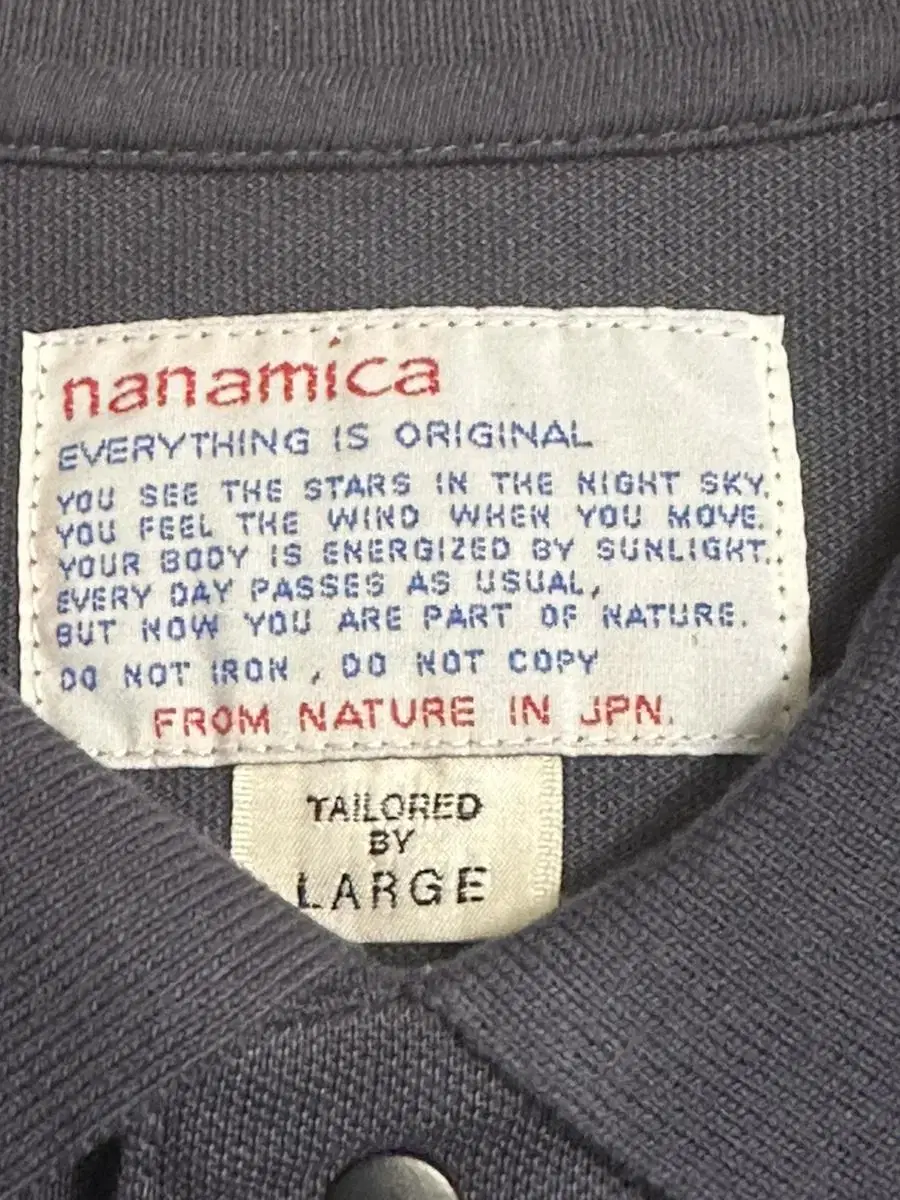 nanamica
EVERYTHING IS ORIGINAL
YOU SEE THE STARS IN THE NIGHT SKY.
YOU FEEL THE WIND WHEN YOU MOVE.
YOUR BODY IS ENERGIZED BY SUNLIGHT.
EVERY DAY PASSES AS USUAL,
BUT NOW YOU ARE PART OF NATURE.
DO NOT IRON , DO NOT COPY
FROM NATURE IN JPN.
TAILORED
BY
LARGE